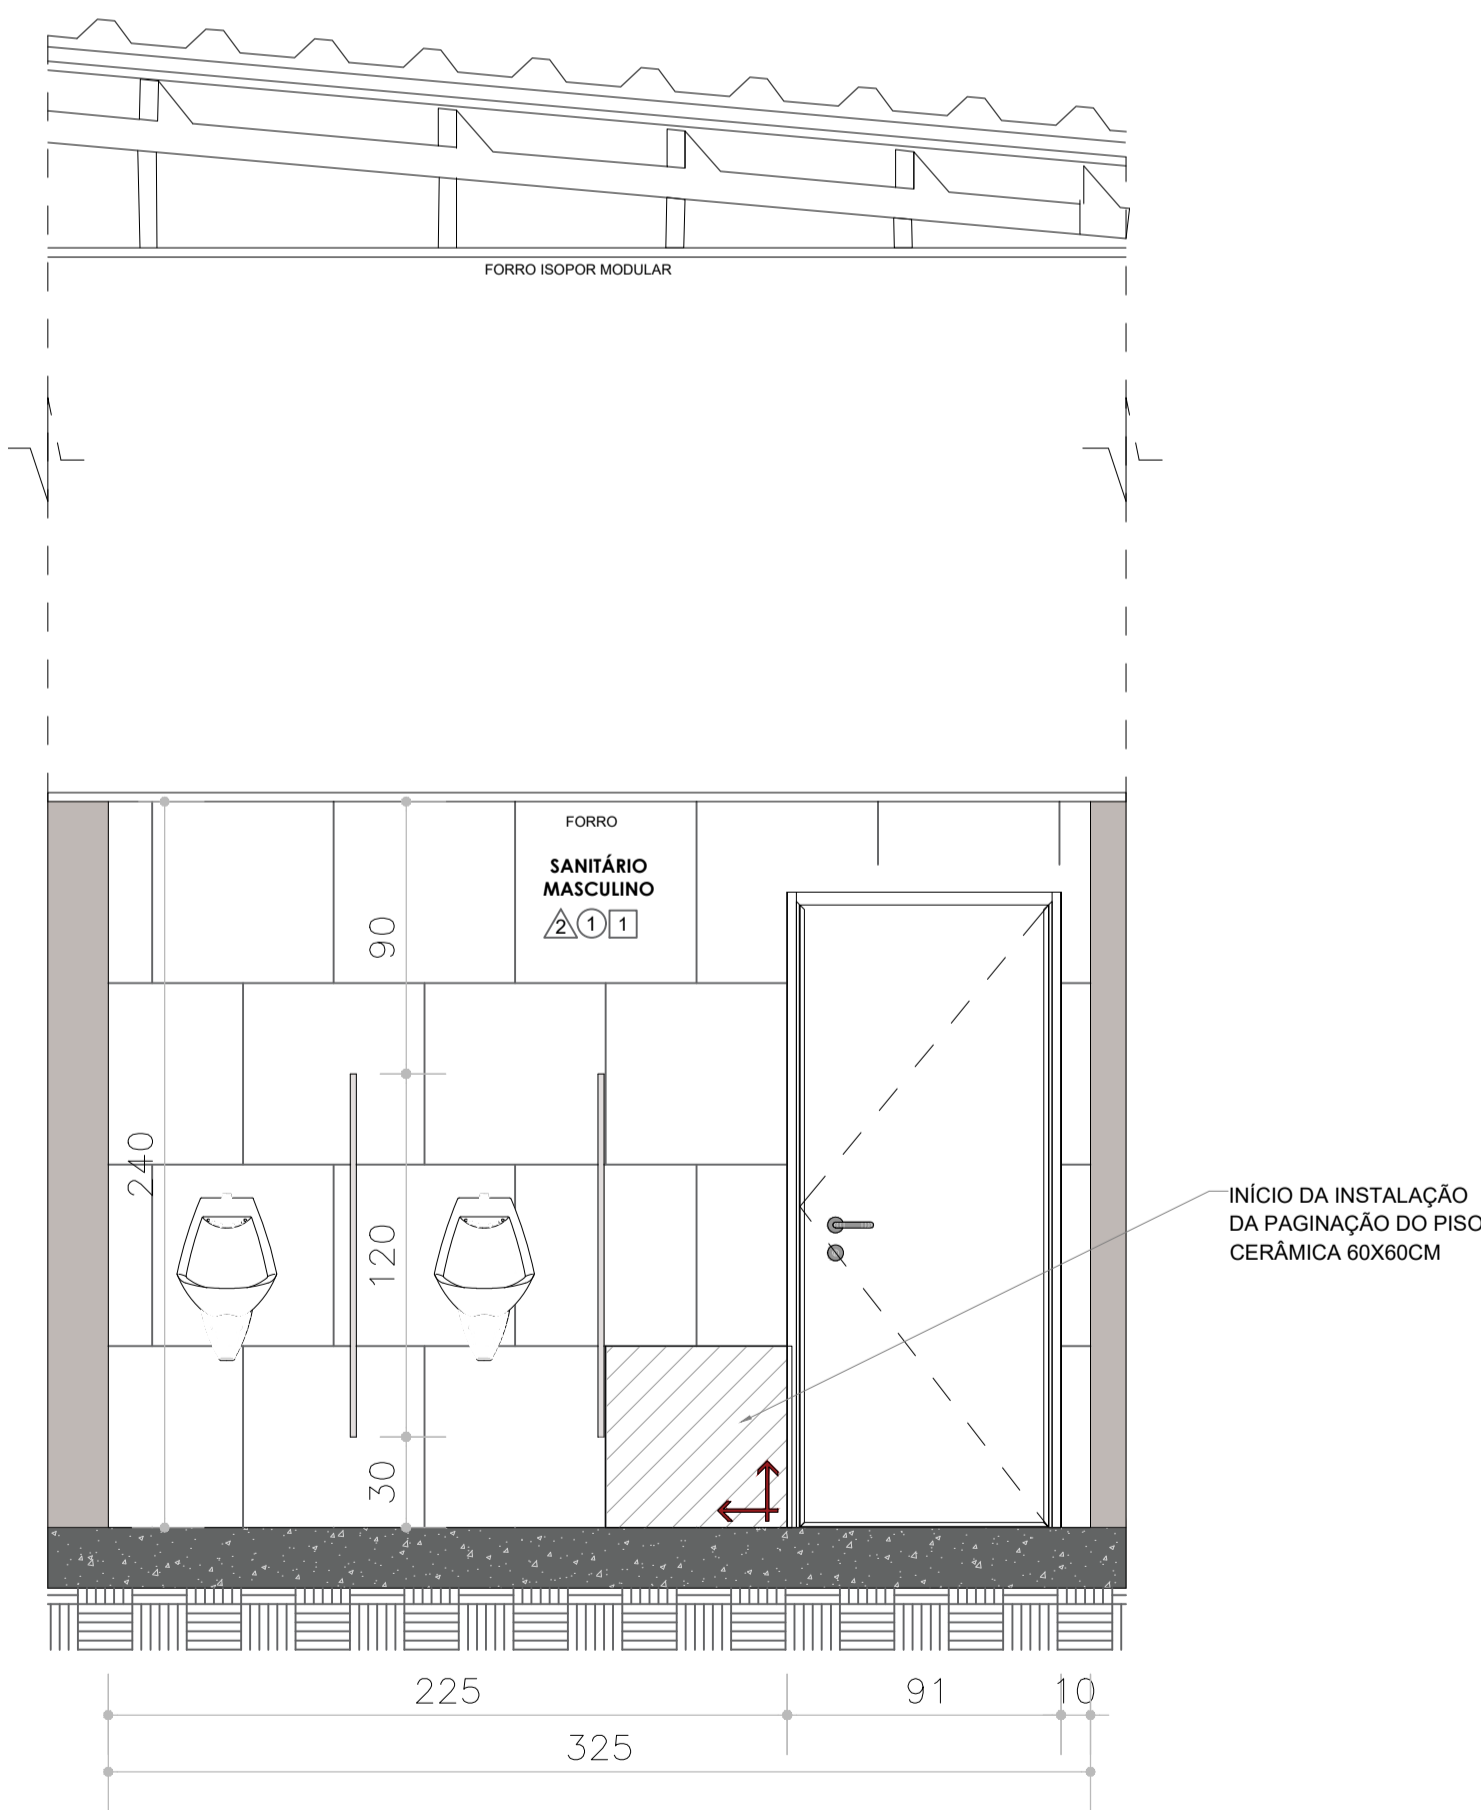 FORRO ISOPOR MODULAR
FORRO
SANITÁRIO
MASCULINO
2 1 1
90
240
120
30
INÍCIO DA INSTALAÇÃO
DA PAGINAÇÃO DO PISO
CERÂMICA 60X60CM
225 91 10
325